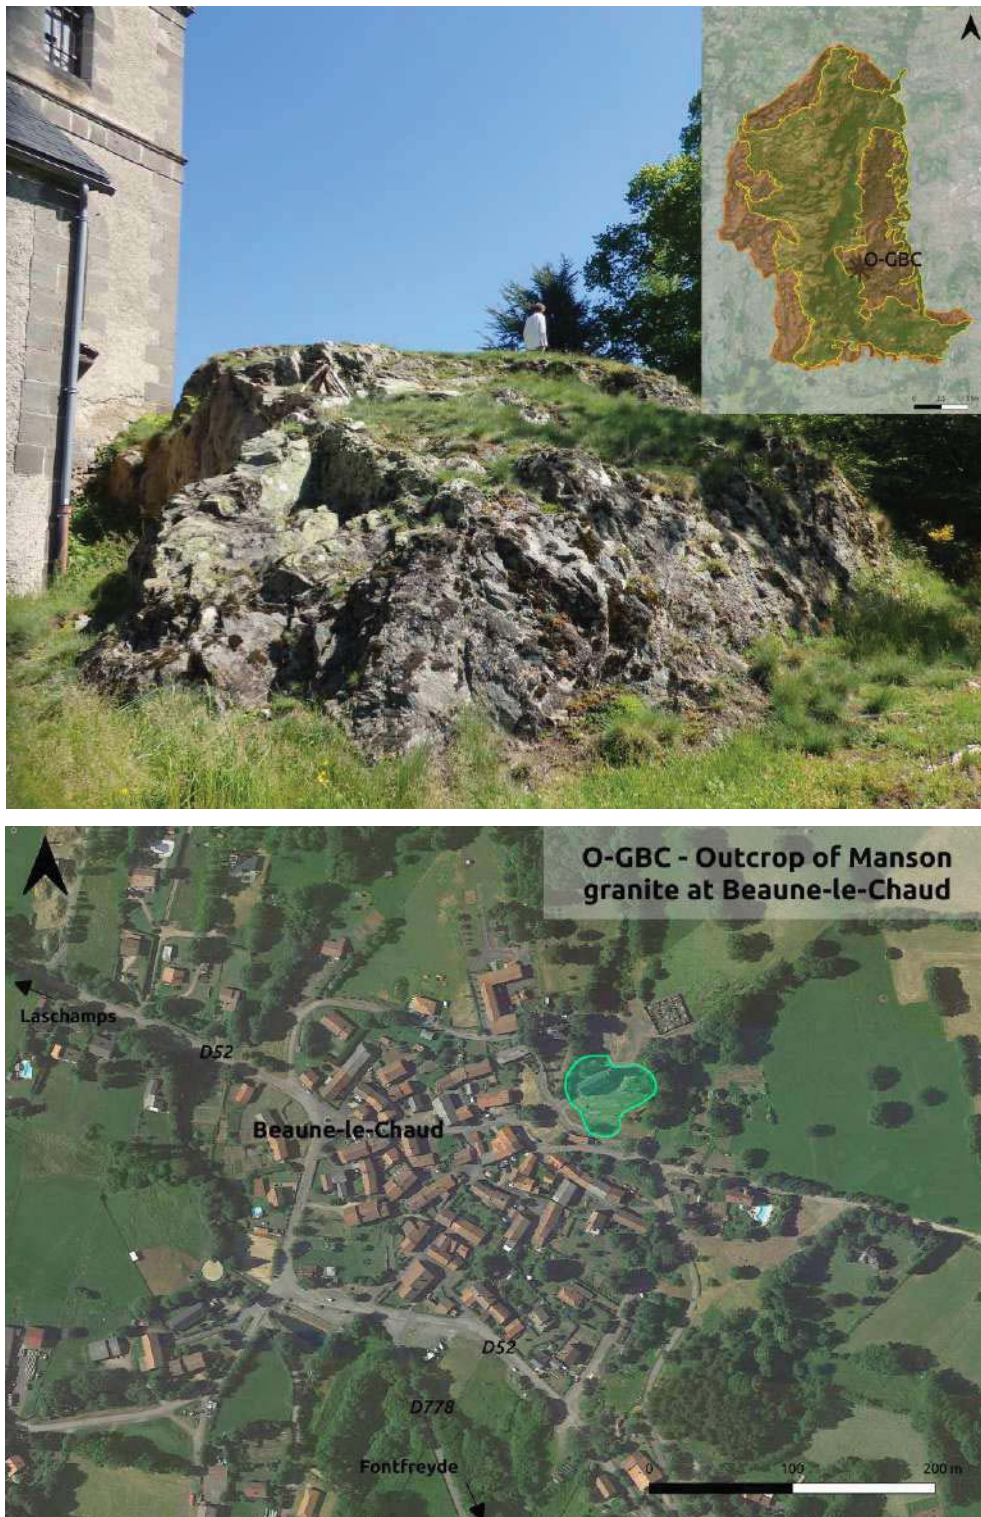 O-GBC
O-GBC - Outcrop of Manson
granite at Beaune-le-Chaud
Laschamps
D52
Beaune-le-Chaud
D52
D778
Fontfreyde
0 100 200 m